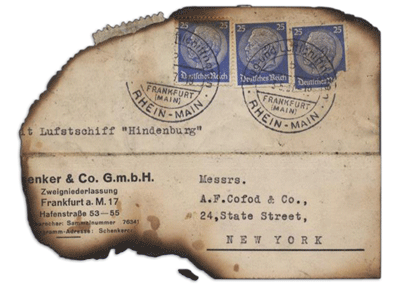 25 25 25
Deutsches Reich Deutsches Reich Deutsches Reich
FRANKFURT
(MAIN)
RHEIN-MAIN
FRANKFURT
(MAIN)
RHEIN-MAIN
t Luftschiff "Hindenburg"
enker & Co. G.m.b.H.
Zweigniederlassung
Frankfurt a. M. 17
Hafenstraße 53—55
Messrs.
A.F.Cofod & Co.,
24,State Street,
NEW YORK